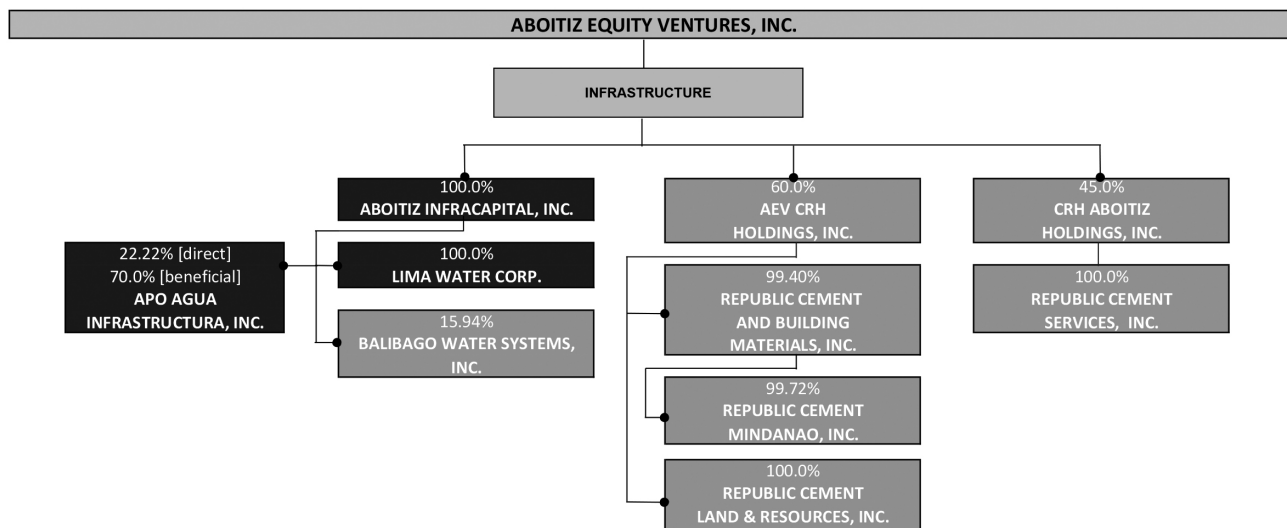 ABOITIZ EQUITY VENTURES, INC.
INFRASTRUCTURE
100.0%
ABOITIZ INFRACAPITAL, INC.
22.22% [direct]
70.0% [beneficial]
APO AGUA
INFRASTRUCTURA, INC.
100.0%
LIMA WATER CORP.
15.94%
BALIBAGO WATER SYSTEMS,
INC.
60.0%
AEV CRH
HOLDINGS, INC.
99.40%
REPUBLIC CEMENT
AND BUILDING
MATERIALS, INC.
99.72%
REPUBLIC CEMENT
MINDANAO, INC.
100.0%
REPUBLIC CEMENT
LAND & RESOURCES, INC.
45.0%
CRH ABOITIZ
HOLDINGS, INC.
100.0%
REPUBLIC CEMENT
SERVICES, INC.